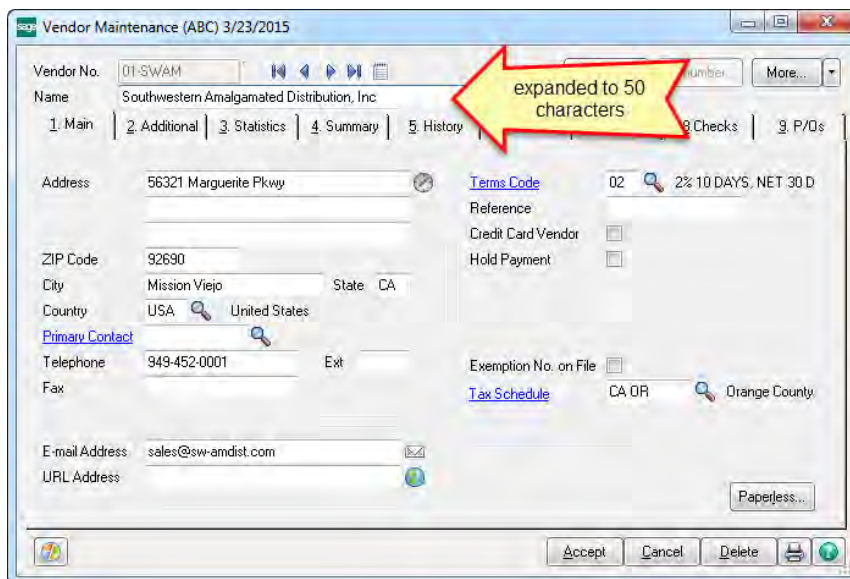 sage Vendor Maintenance (ABC) 3/23/2015
Vendor No. 01-SWAM umber... More...
Name Southwestern Amalgamated Distribution, Inc
expanded to 50
characters
1. Main 2. Additional 3. Statistics 4. Summary 5. History 8.Checks 9. P/Os
Address 56321 Marguerite Pkwy Terms Code 02 2% 10 DAYS, NET 30 D
Reference
Credit Card Vendor
ZIP Code 92690 Hold Payment
City Mission Viejo State CA
Country USA United States
Primary Contact
Telephone 949-452-0001 Ext Exemption No. on File
Fax Tax Schedule CA OR Orange County
E-mail Address sales@sw-amdist.com
URL Address
Paperless...
Accept Cancel Delete